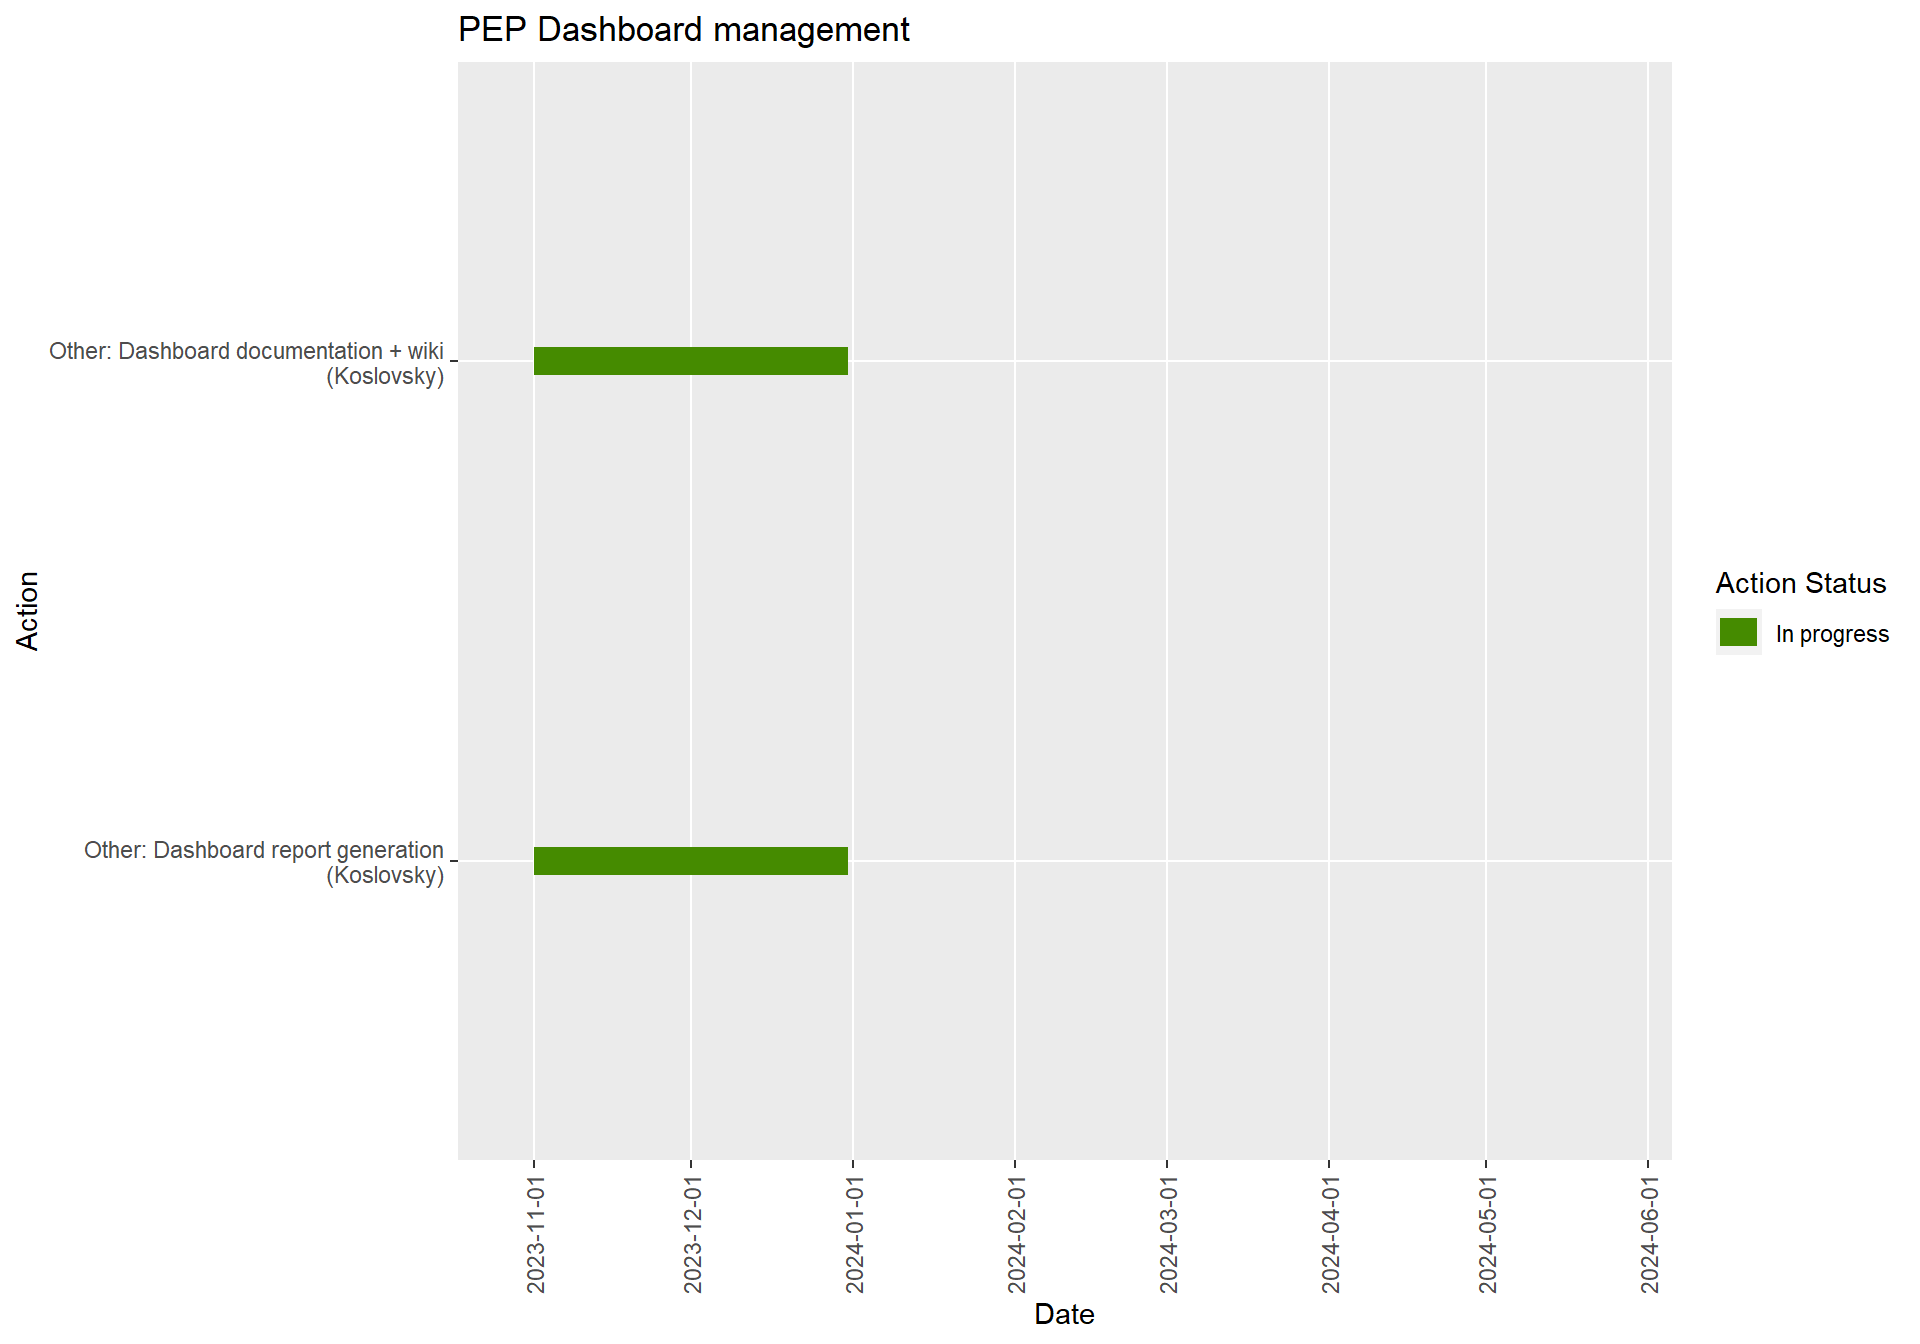 PEP Dashboard management
Action
Other: Dashboard documentation + wiki
(Koslovsky)
Other: Dashboard report generation
(Koslovsky)
2023-11-01
2023-12-01
2024-01-01
2024-02-01
2024-03-01
2024-04-01
2024-05-01
2024-06-01
Date
Action Status
In progress